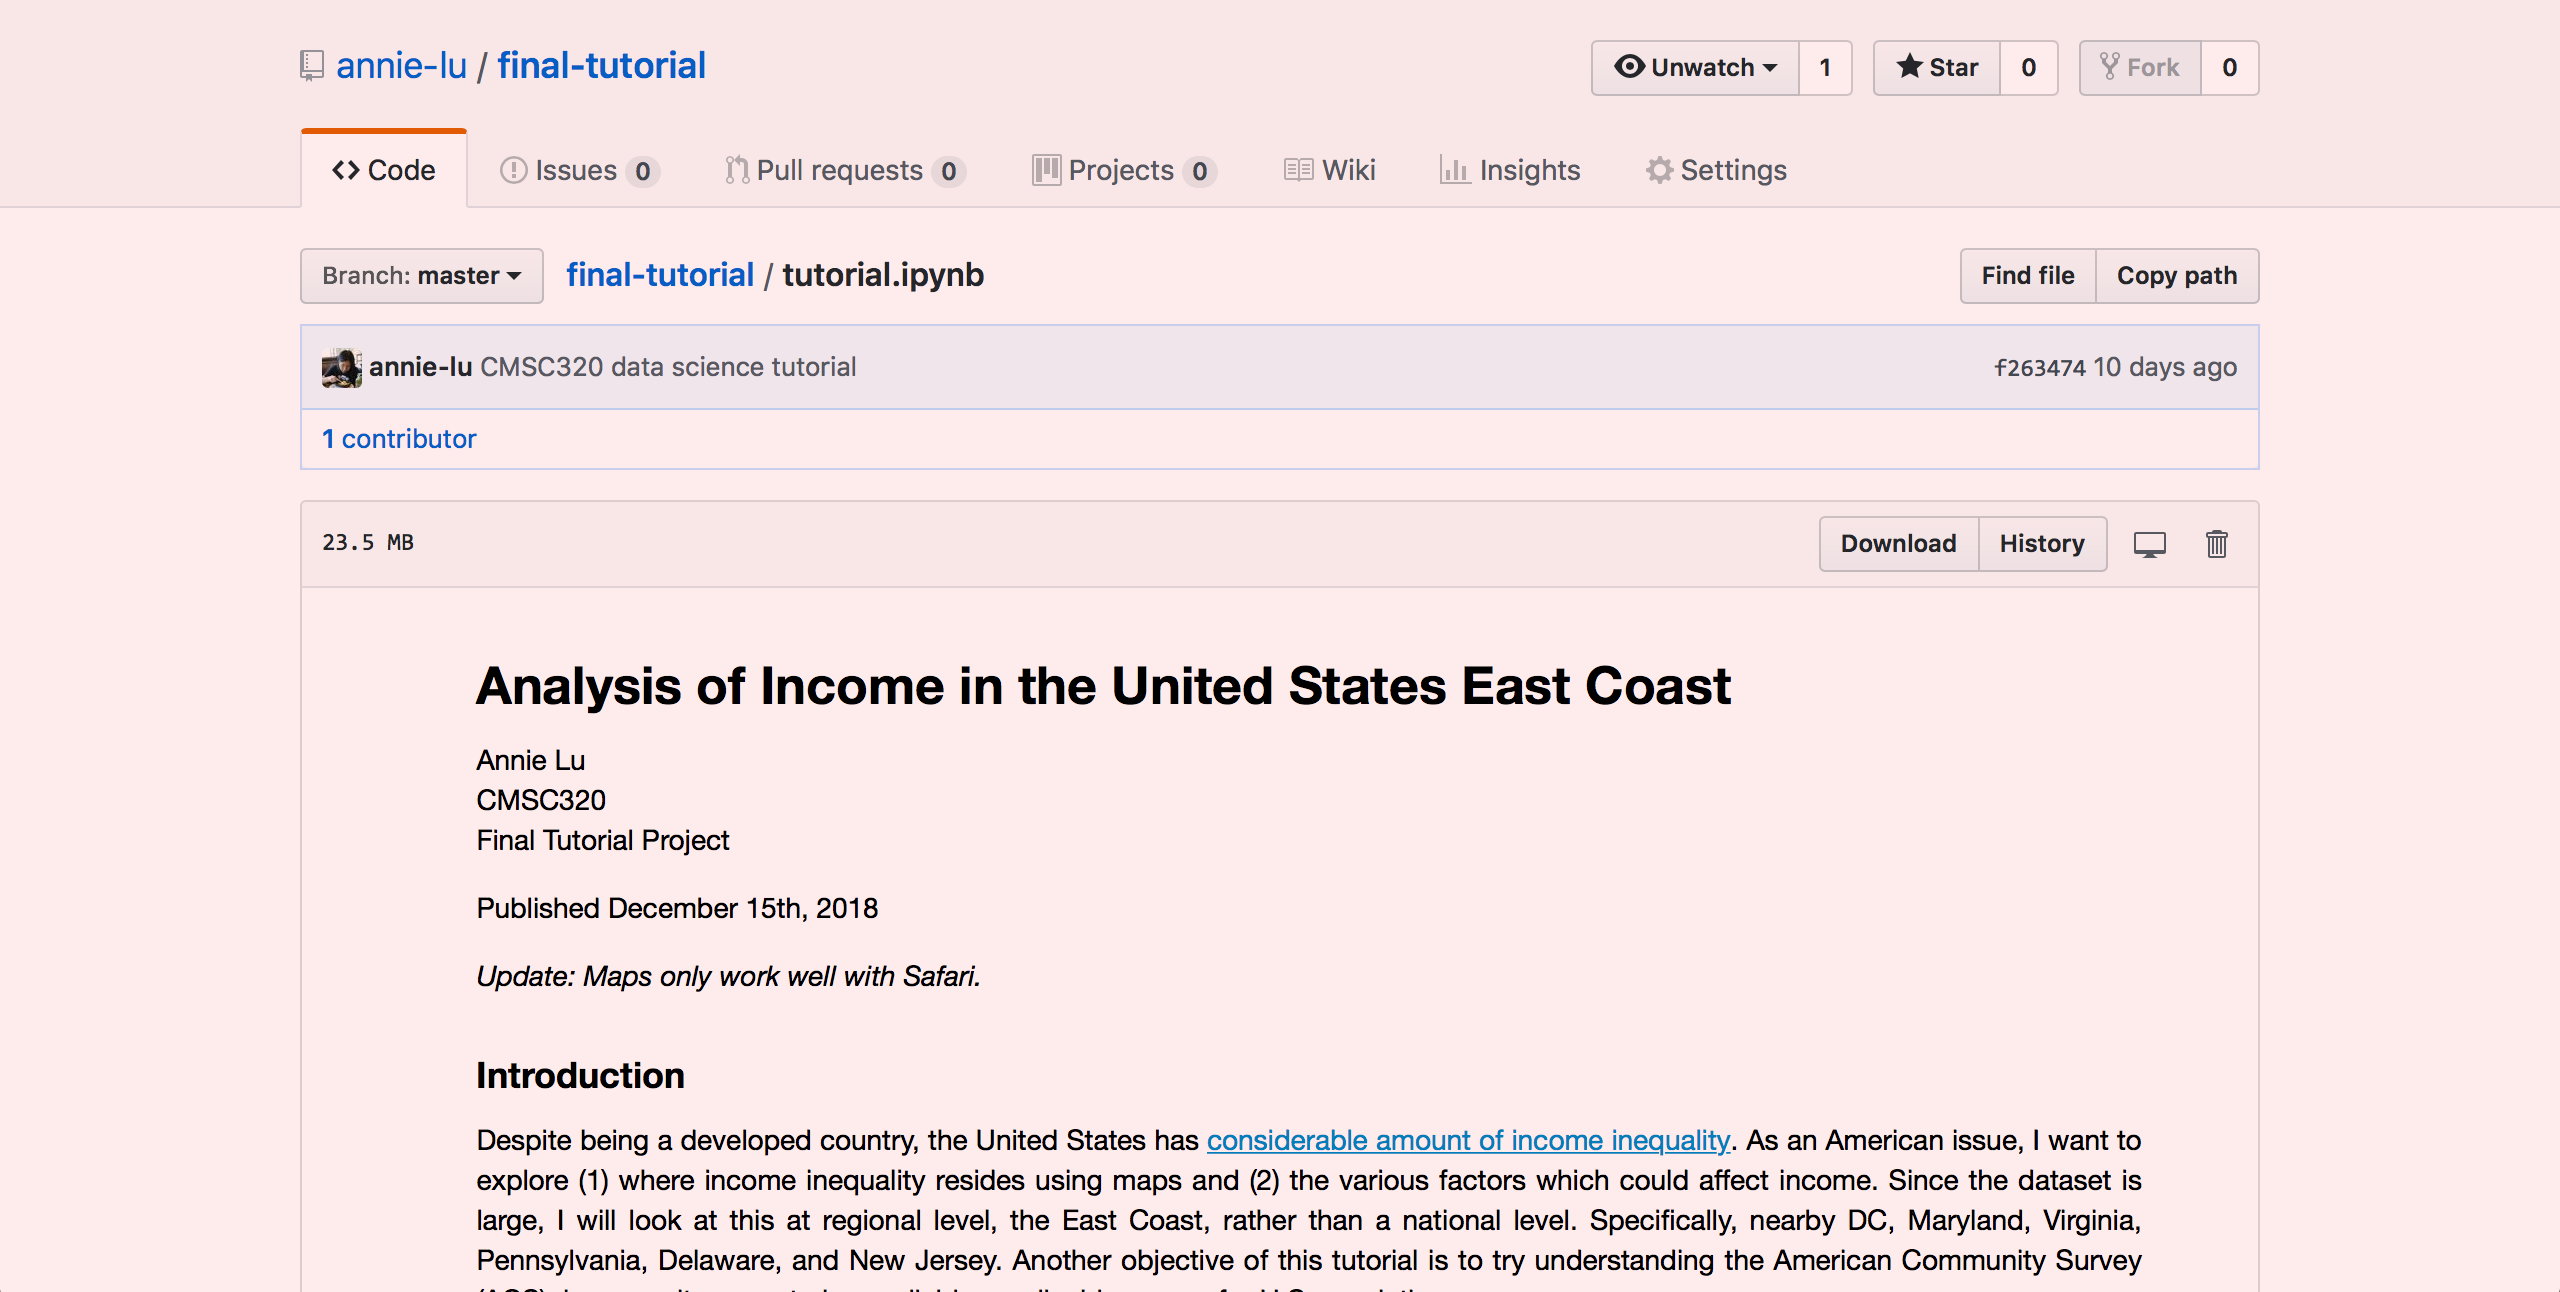 annie-lu / final-tutorial
Unwatch 1 Star 0 Fork 0
Code Issues 0 Pull requests 0 Projects 0 Wiki Insights Settings
Branch: master final-tutorial / tutorial.ipynb Find file Copy path
annie-lu CMSC320 data science tutorial f263474 10 days ago
1 contributor
23.5 MB Download History
Analysis of Income in the United States East Coast
Annie Lu
CMSC320
Final Tutorial Project
Published December 15th, 2018
Update: Maps only work well with Safari.
Introduction
Despite being a developed country, the United States has considerable amount of income inequality. As an American issue, I want to
explore (1) where income inequality resides using maps and (2) the various factors which could affect income. Since the dataset is
large, I will look at this at regional level, the East Coast, rather than a national level. Specifically, nearby DC, Maryland, Virginia,
Pennsylvania, Delaware, and New Jersey. Another objective of this tutorial is to try understanding the American Community Survey